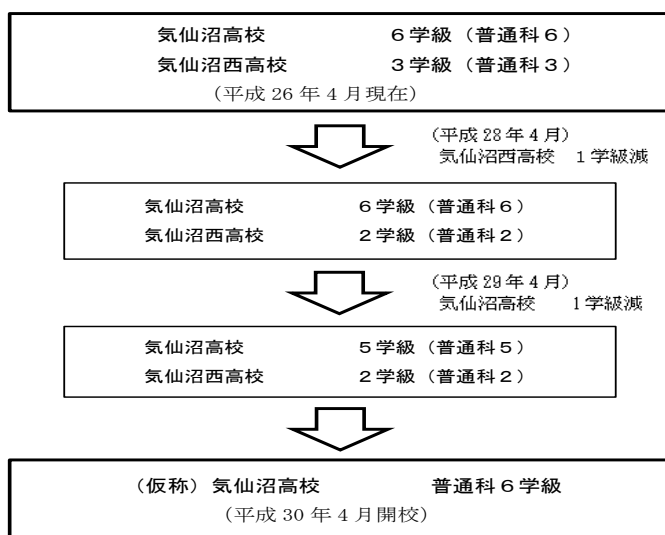 気仙沼高校 6学級（普通科6）
気仙沼西高校 3学級（普通科3）
（平成26年4月現在）
（平成28年4月）
気仙沼西高校 1学級減
気仙沼高校 6学級（普通科6）
気仙沼西高校 2学級（普通科2）
（平成29年4月）
気仙沼高校 1学級減
気仙沼高校 5学級（普通科5）
気仙沼西高校 2学級（普通科2）
（仮称）気仙沼高校 普通科6学級
（平成30年4月開校）